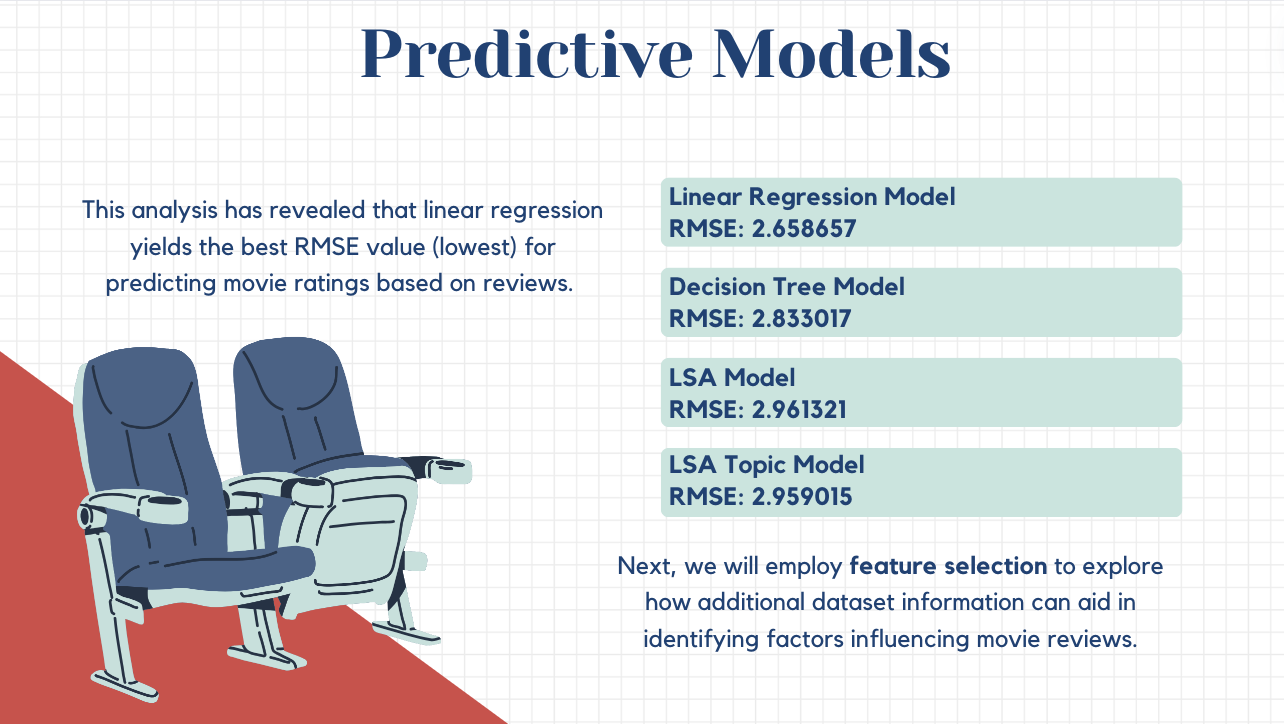 Predictive Models
This analysis has revealed that linear regression
yields the best RMSE value (lowest) for
predicting movie ratings based on reviews.
Linear Regression Model
RMSE: 2.658657
Decision Tree Model
RMSE: 2.833017
LSA Model
RMSE: 2.961321
LSA Topic Model
RMSE: 2.959015
Next, we will employ feature selection to explore
how additional dataset information can aid in
identifying factors influencing movie reviews.